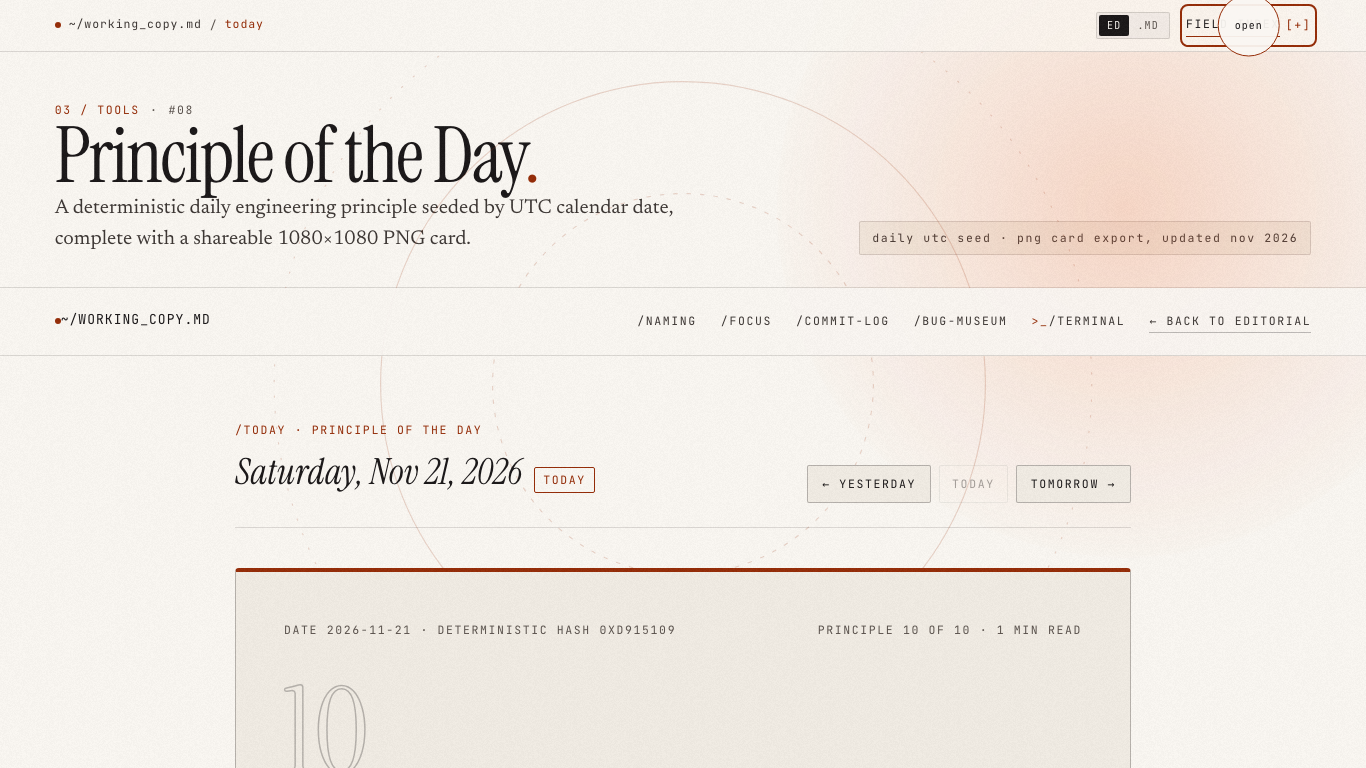 ~/working_copy.md / today
ED .MD
open [+]
03 / TOOLS · #08
Principle of the Day.
A deterministic daily engineering principle seeded by UTC calendar date,
complete with a shareable 1080×1080 PNG card.
daily utc seed · png card export, updated nov 2026
~/WORKING_COPY.MD
/NAMING /FOCUS /COMMIT-LOG /BUG-MUSEUM >_/TERMINAL ← BACK TO EDITORIAL
/TODAY · PRINCIPLE OF THE DAY
Saturday, Nov 21, 2026 TODAY
← YESTERDAY TODAY TOMORROW →
DATE 2026-11-21 · DETERMINISTIC HASH 0XD915109
PRINCIPLE 10 OF 10 · 1 MIN READ
10